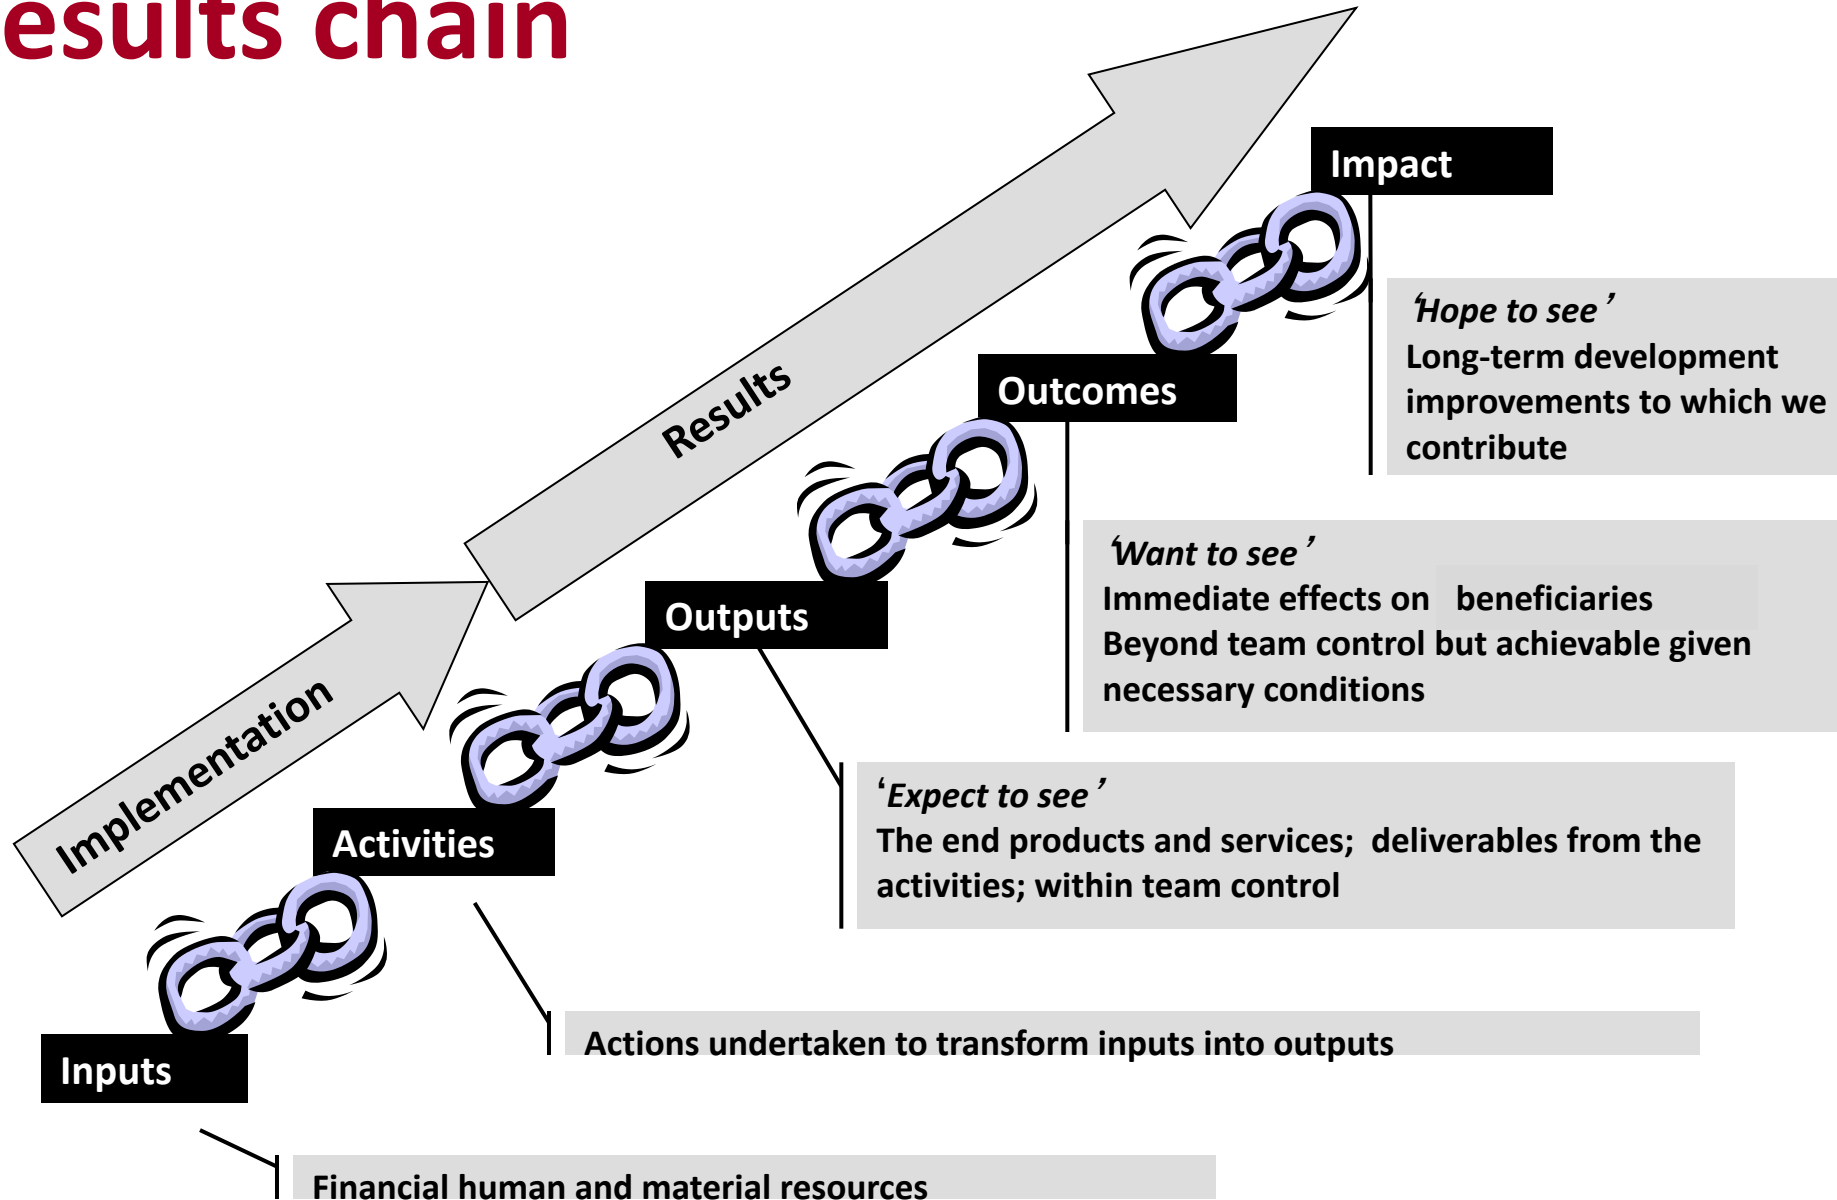 esults chain
Impact
‘Hope to see’
Long-term development
improvements to which we
contribute
Results
Outcomes
‘Want to see’
Immediate effects on beneficiaries
Beyond team control but achievable given
necessary conditions
Outputs
‘Expect to see’
The end products and services; deliverables from the
activities; within team control
Implementation
Activities
Actions undertaken to transform inputs into outputs
Inputs
Financial human and material resources